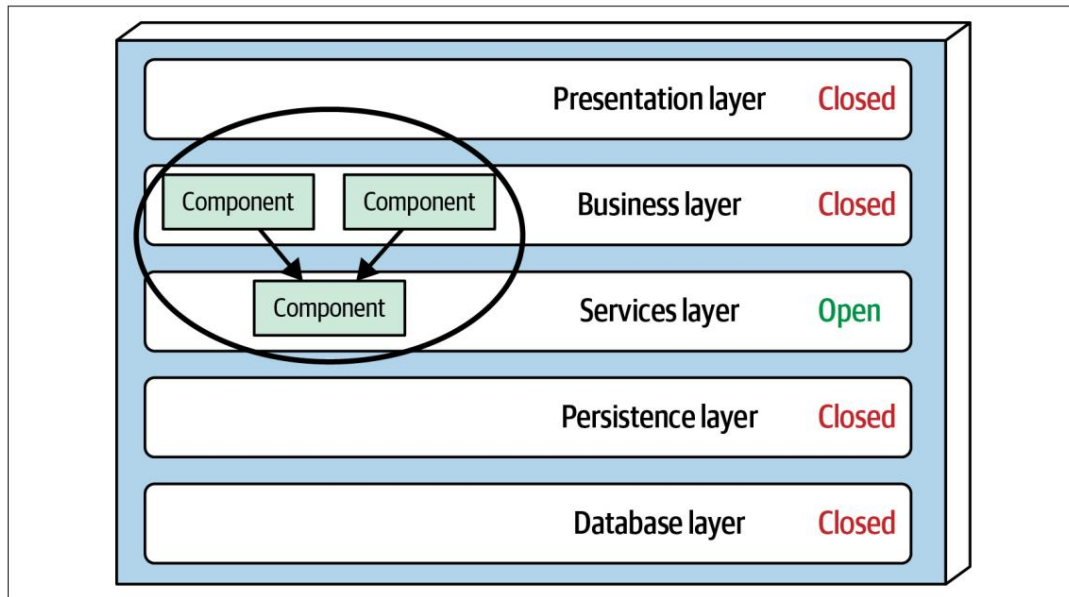 Presentation layer Closed
Component Component Business layer Closed
Component Services layer Open
Persistence layer Closed
Database layer Closed